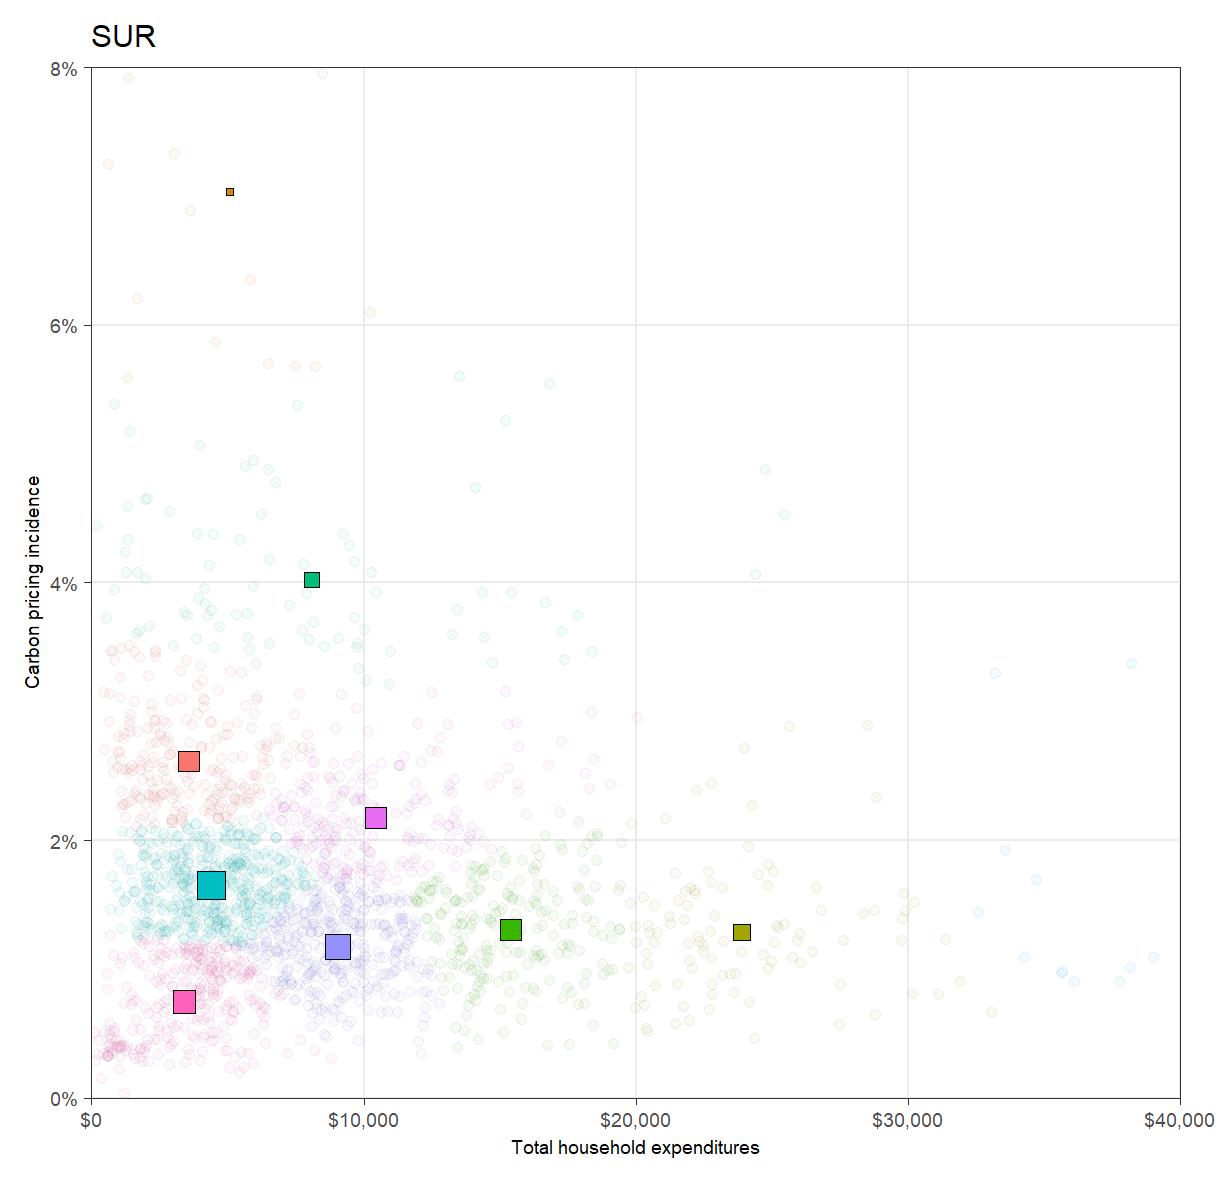 SUR
8%
6%
4%
2%
0%
Carbon pricing incidence
$0 $10,000 $20,000 $30,000 $40,000
Total household expenditures